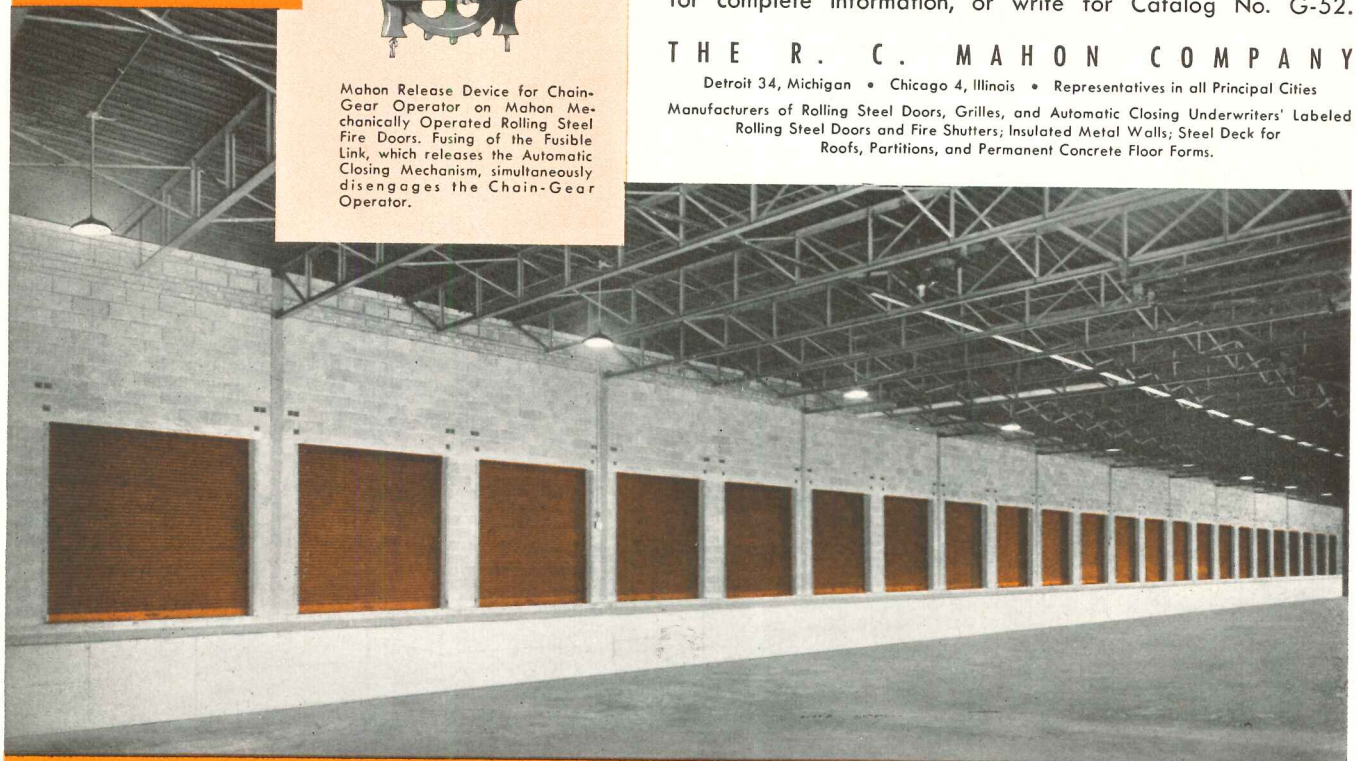 Mahon Release Device for Chain-
Gear Operator on Mahon Me-
chanically Operated Rolling Steel
Fire Doors. Fusing of the Fusible
Link, which releases the Automatic
Closing Mechanism, simultaneously
disengages the Chain-Gear
Operator.
for complete information, or write for Catalog No. G-52.
THE R. C. MAHON COMPANY
Detroit 34, Michigan • Chicago 4, Illinois • Representatives in all Principal Cities
Manufacturers of Rolling Steel Doors, Grilles, and Automatic Closing Underwriters' Labeled
Rolling Steel Doors and Fire Shutters; Insulated Metal Walls; Steel Deck for
Roofs, Partitions, and Permanent Concrete Floor Forms.